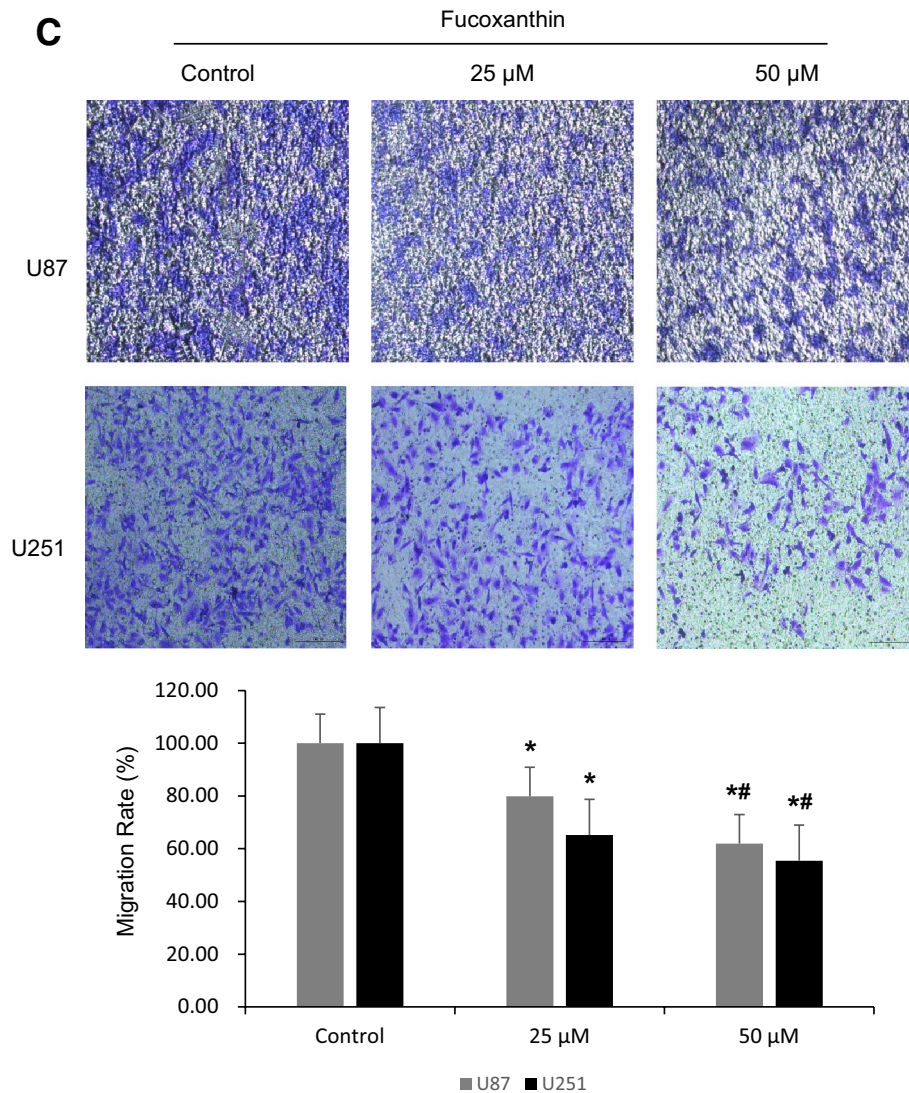 C
Fucoxanthin
Control 25 µM 50 µM
U87
U251
120.00
100.00
80.00
60.00
40.00
20.00
0.00
Migration Rate (%)
*
*
*#
*#
Control 25 µM 50 µM
U87 U251